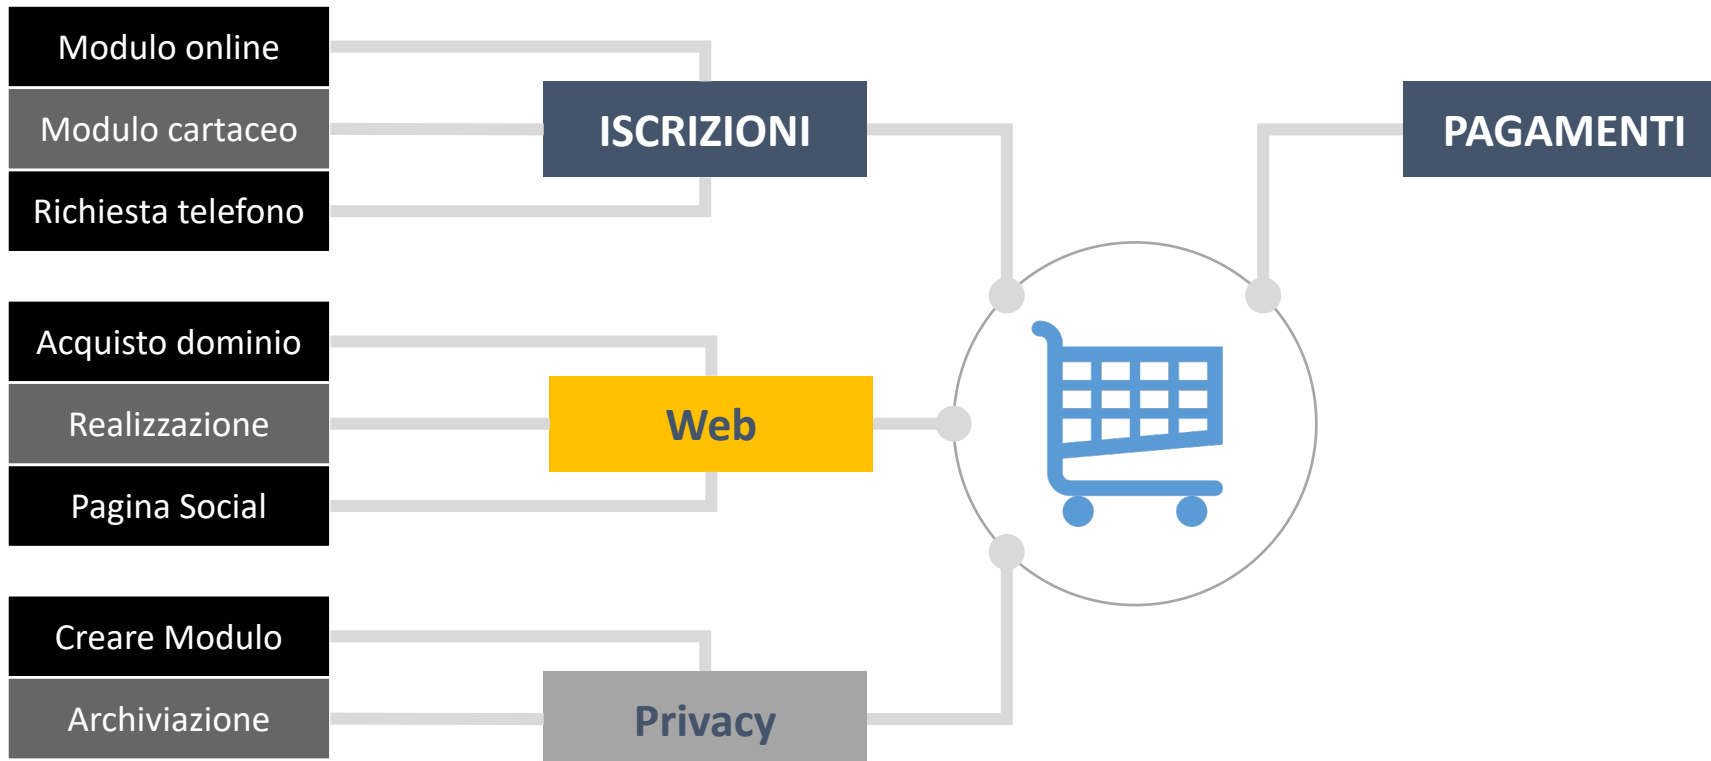 Modulo online
Modulo cartaceo
Richiesta telefono
ISCRIZIONI
PAGAMENTI
Acquisto dominio
Realizzazione
Pagina Social
Web
Creare Modulo
Archiviazione
Privacy